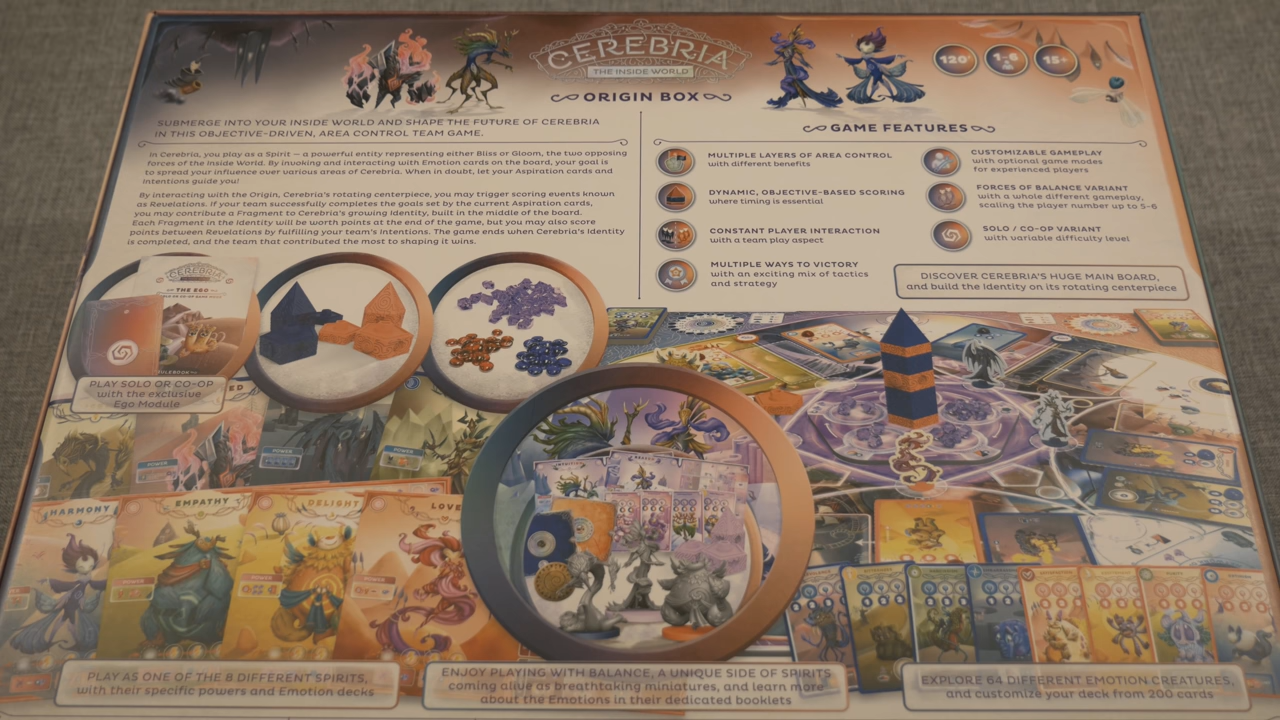 CEREBRIA
THE INSIDE WORLD
ORIGIN BOX
120'
1-6
15+
SUBMERGE INTO YOUR INSIDE WORLD AND SHAPE THE FUTURE OF CEREBRIA
IN THIS OBJECTIVE-DRIVEN, AREA CONTROL TEAM GAME.
In Cerebria, you play as a Spirit – a powerful entity representing either Bliss or Gloom, the two opposing
forces of the Inside World. By invoking and interacting with Emotion cards on the board, your goal is
to spread your influence over various areas of Cerebria. When in doubt, let your Aspiration cards and
Intentions guide you!
By interacting with the Origin, Cerebria's rotating centerpiece, you may trigger scoring events known
as Revelations. If your team successfully completes the goals set by the current Aspiration cards,
you may contribute a Fragment to Cerebria's growing Identity, built in the middle of the board.
Each Fragment in the Identity will be worth points at the end of the game, but you may also score
points between Revelations by fulfilling your team's Intentions. The game ends when Cerebria's Identity
is completed, and the team that contributed the most to shaping it wins.
GAME FEATURES
MULTIPLE LAYERS OF AREA CONTROL
with different benefits
DYNAMIC, OBJECTIVE-BASED SCORING
where timing is essential
CONSTANT PLAYER INTERACTION
with a team play aspect
MULTIPLE WAYS TO VICTORY
with an exciting mix of tactics
and strategy
CUSTOMIZABLE GAMEPLAY
with optional game modes
for experienced players
FORCES OF BALANCE VARIANT
with a whole different gameplay,
scaling the player number up to 5-6
SOLO / CO-OP VARIANT
with variable difficulty level
DISCOVER CEREBRIA'S HUGE MAIN BOARD,
and build the Identity on its rotating centerpiece
CEREBRIA
OF THE EGO
RULEBOOK
PLAY SOLO OR CO-OP
with the exclusive
Ego Module
POWER
POWER
POWER
HARMONY
EMPATHY
DELIGHT
LOVE
POWER
POWER
POWER
PLAY AS ONE OF THE 8 DIFFERENT SPIRITS,
with their specific powers and Emotion decks
ENJOY PLAYING WITH BALANCE, A UNIQUE SIDE OF SPIRITS
coming alive as breathtaking miniatures, and learn more
about the Emotions in their dedicated booklets
EXPLORE 64 DIFFERENT EMOTION CREATURES,
and customize your deck from 200 cards